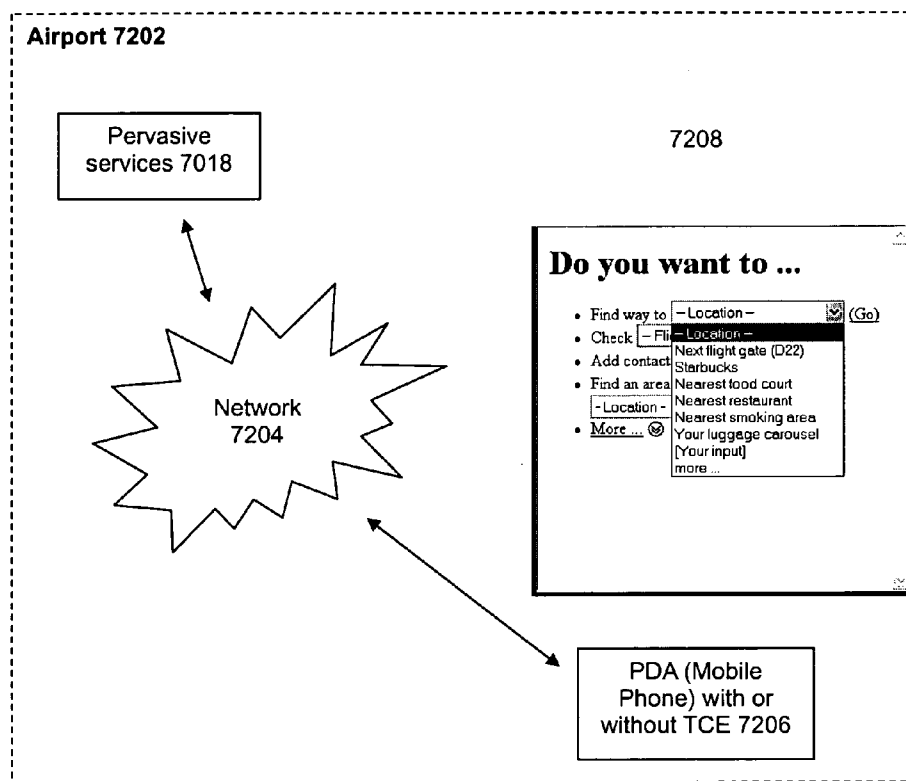 Airport 7202
Pervasive
services 7018
7208
Do you want to ...
• Find way to – Location – (Go)
• Check – Fli – Location –
Next flight gate (D22)
• Add contact Starbucks
Nearest food court
• Find an area Nearest restaurant
- Location - Nearest smoking area
• More ... Your luggage carousel
[Your input]
more ...
Network
7204
PDA (Mobile
Phone) with or
without TCE 7206